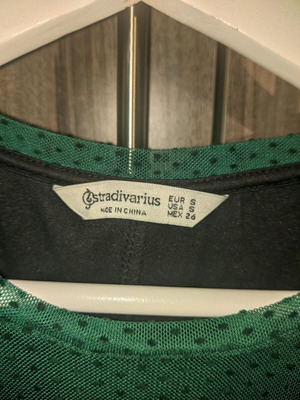 stradivarius
MADE IN CHINA
EUR S
USA S
MEX 26